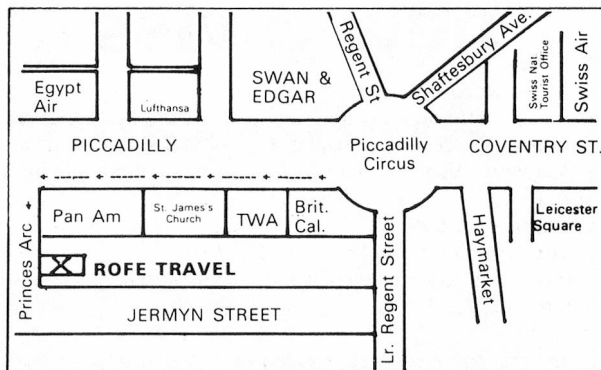 Regent St
Shaftesbury Ave.
Swiss Nat
Tourist Office
Swiss Air
Egypt
Air
Lufthansa
SWAN &
EDGAR
PICCADILLY
Piccadilly
Circus
COVENTRY ST.
Princes Arc
Pan Am
St. James's
Church
TWA
Brit.
Cal.
Lr. Regent Street
Haymarket
Leicester
Square
ROFE TRAVEL
JERMYN STREET